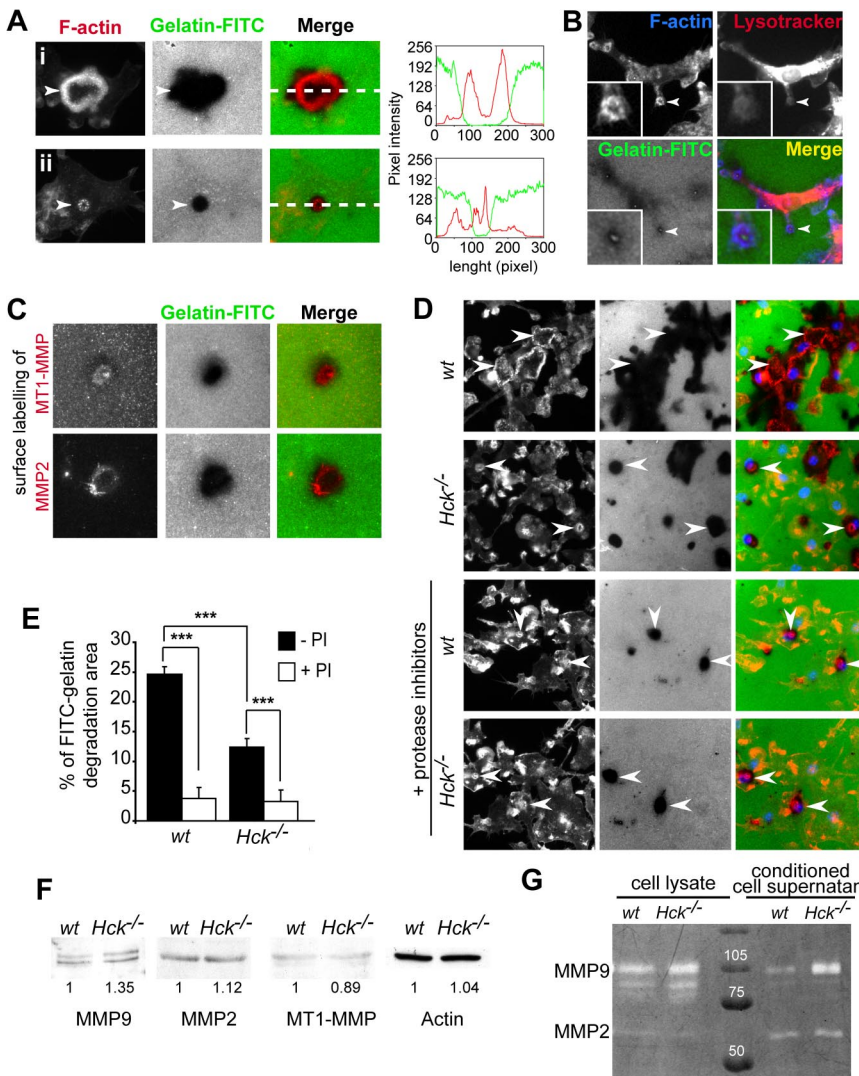 A
F-actin Gelatin-FITC Merge
i
ii
256
192
128
64
0
0 100 200 300
256
192
128
64
0
0 100 200 300
Pixel intensity
lenght (pixel)
B
F-actin Lysotracker
Gelatin-FITC Merge
C
Gelatin-FITC Merge
surface labelling of
MT1-MMP
MMP2
D
wt
Hck-/-
+ protease inhibitors
wt
Hck-/-
E
% of FITC-gelatin
degradation area
30
25
20
15
10
5
0
***
***
***
- PI
+ PI
wt Hck-/-
F
wt Hck-/- wt Hck-/- wt Hck-/- wt Hck-/-
1 1.35 1 1.12 1 0.89 1 1.04
MMP9 MMP2 MT1-MMP Actin
G
cell lysate
conditioned
cell supernatan
wt Hck-/- wt Hck-/-
MMP9
MMP2
105
75
50